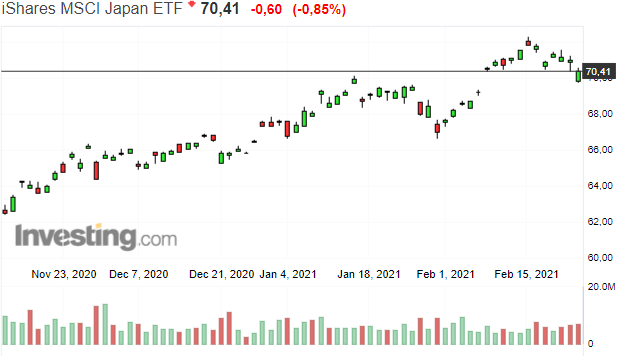 iShares MSCI Japan ETF 70,41 -0,60 (-0,85%)
70,41
70,00
68,00
66,00
64,00
62,00
60,00
Investing.com
Nov 23, 2020 Dec 7, 2020 Dec 21, 2020 Jan 4, 2021 Jan 18, 2021 Feb 1, 2021 Feb 15, 2021
20.0M
0